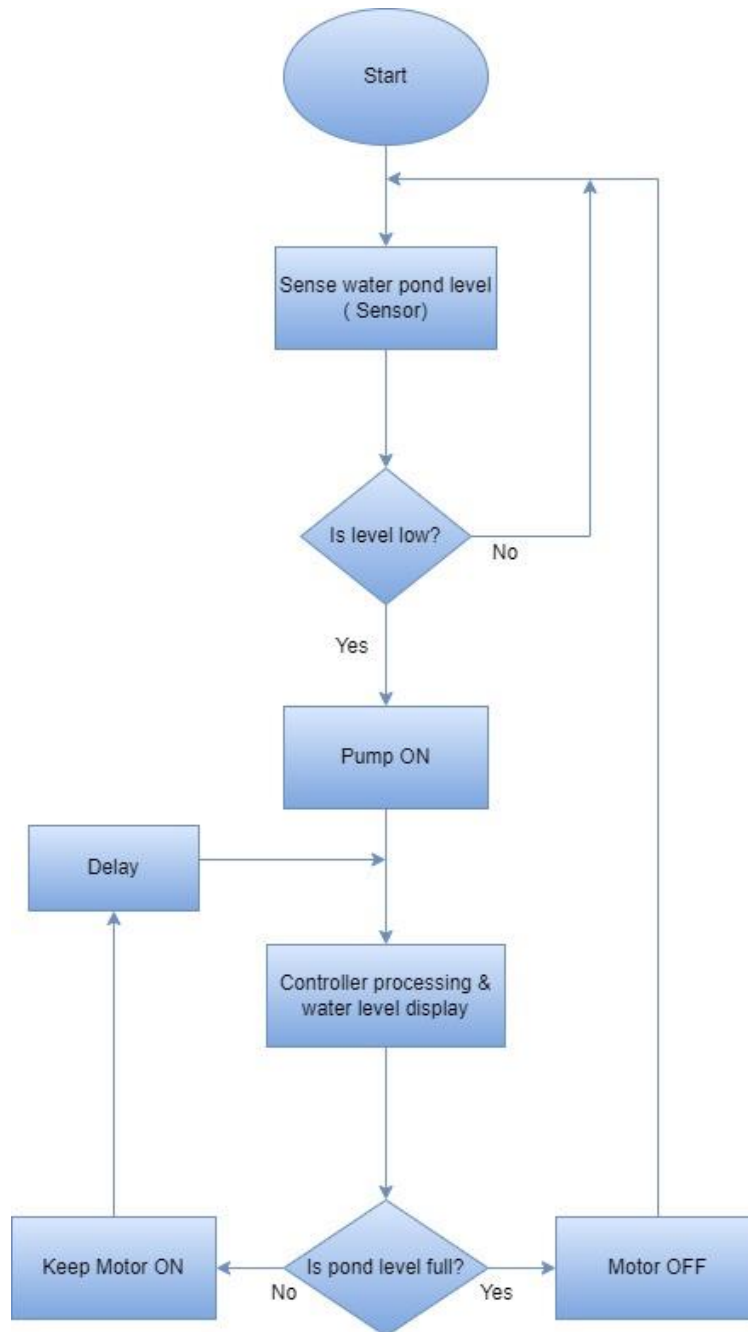 Start
Sense water pond level
( Sensor)
Is level low?
No
Yes
Pump ON
Delay
Controller processing &
water level display
Keep Motor ON
Is pond level full?
Motor OFF
No
Yes